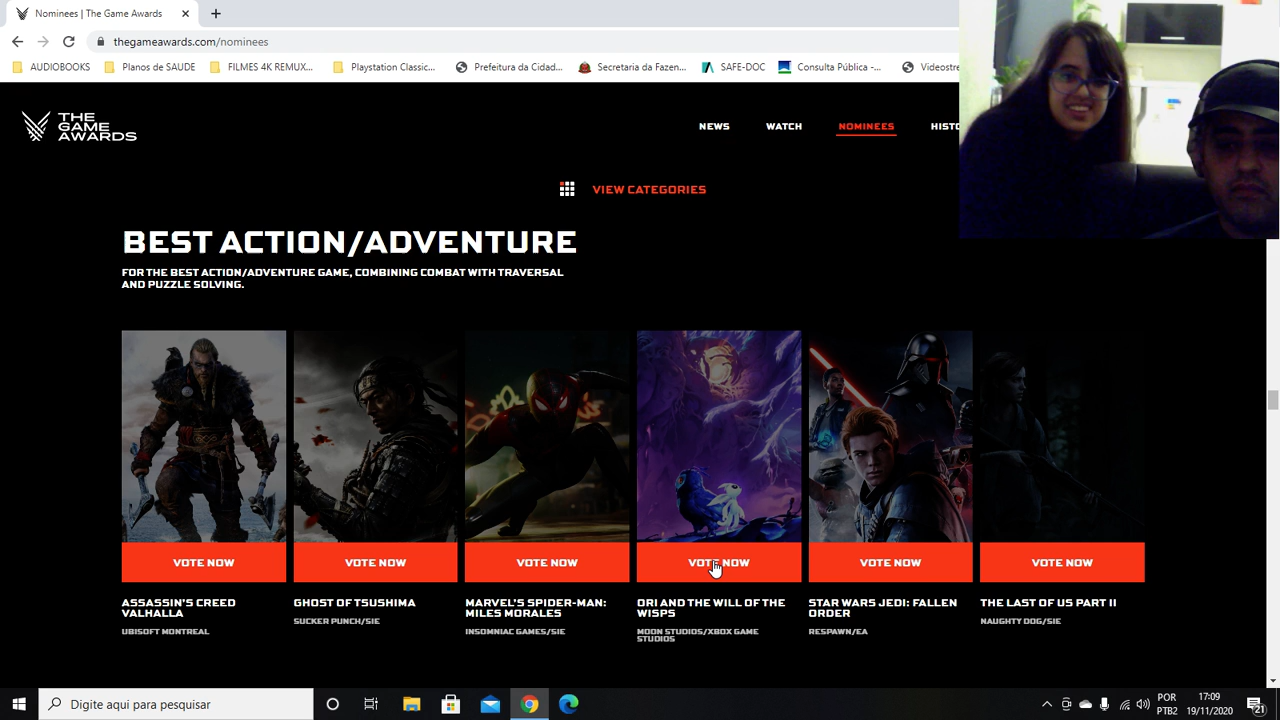 Nominees | The Game Awards
thegameawards.com/nominees
AUDIOBOOKS
Planos de SAUDE
FILMES 4K REMUX...
Playstation Classic...
Prefeitura da Cidad...
Secretaria da Fazen...
SAFE-DOC
Consulta Pública -...
Videostre
THE
GAME
AWARDS
NEWS
WATCH
NOMINEES
HISTO
VIEW CATEGORIES
BEST ACTION/ADVENTURE
FOR THE BEST ACTION/ADVENTURE GAME, COMBINING COMBAT WITH TRAVERSAL
AND PUZZLE SOLVING.
VOTE NOW
VOTE NOW
VOTE NOW
VOTE NOW
VOTE NOW
VOTE NOW
ASSASSIN'S CREED
VALHALLA
UBISOFT MONTREAL
GHOST OF TSUSHIMA
SUCKER PUNCH/SIE
MARVEL'S SPIDER-MAN:
MILES MORALES
INSOMNIAC GAMES/SIE
ORI AND THE WILL OF THE
WISPS
MOON STUDIOS/XBOX GAME
STUDIOS
STAR WARS JEDI: FALLEN
ORDER
RESPAWN/EA
THE LAST OF US PART II
NAUGHTY DOG/SIE
Digite aqui para pesquisar
POR
PTB2
17:09
19/11/2020
21